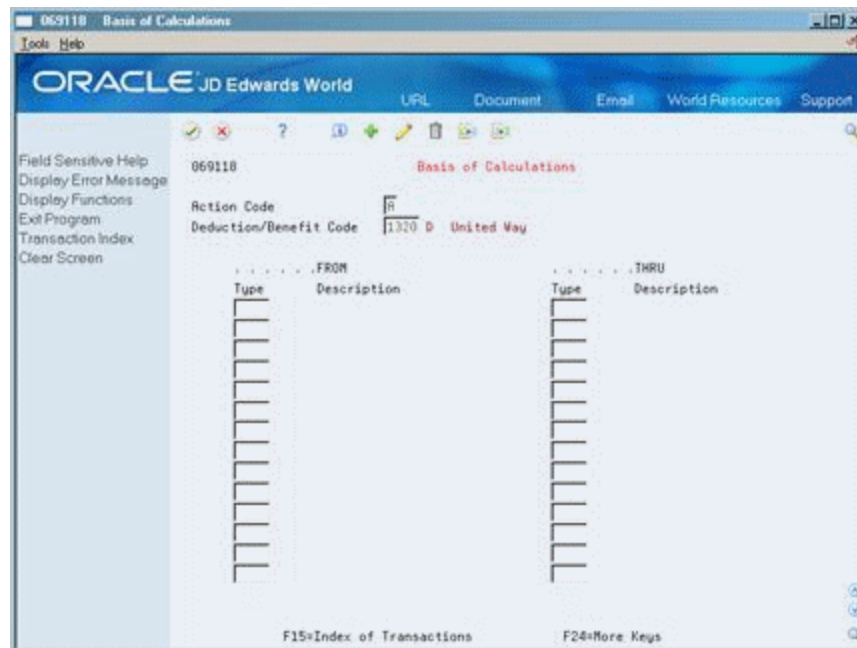 069118 Basis of Calculations
Tools Help
ORACLE JD Edwards World
URL Document Email World Resources Support
Field Sensitive Help
Display Error Message
Display Functions
Exit Program
Transaction Index
Clear Screen
069118 Basis of Calculations
Action Code A
Deduction/Benefit Code 1320 D United Way
. . . . . .FROM . . . . . .THRU
Type Description Type Description
F15=Index of Transactions F24=More Keys